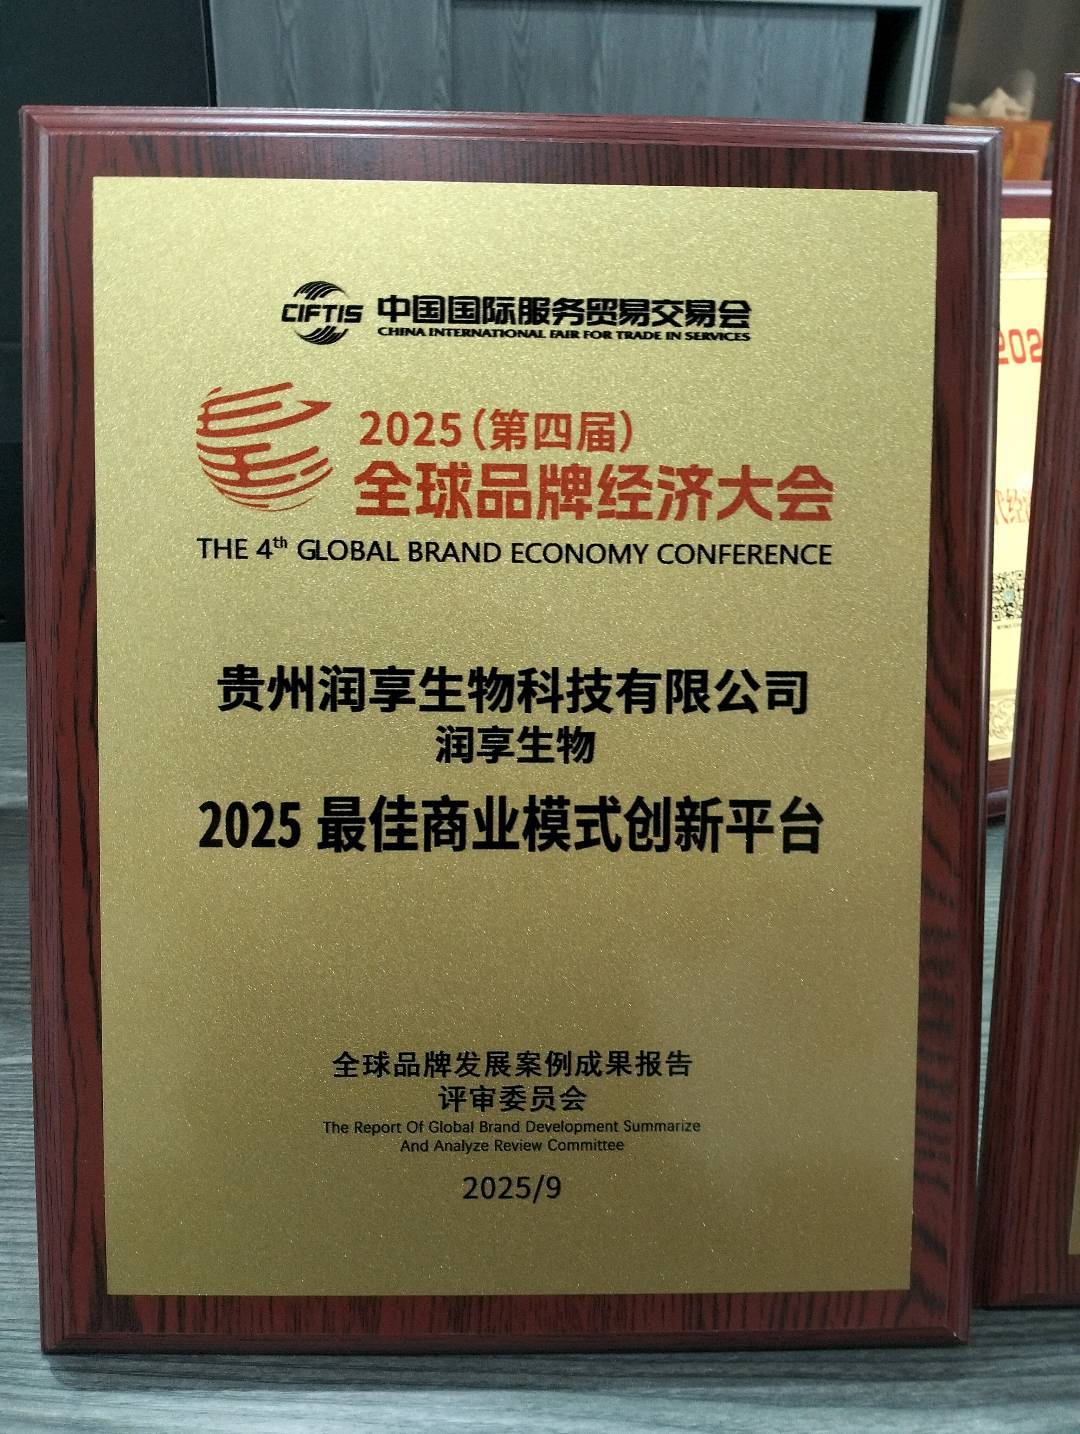 CIFTIS 中国国际服务贸易交易会
CHINA INTERNATIONAL FAIR FOR TRADE IN SERVICES
2025（第四届）
全球品牌经济大会
THE 4th GLOBAL BRAND ECONOMY CONFERENCE
贵州润享生物科技有限公司
润享生物
2025 最佳商业模式创新平台
全球品牌发展案例成果报告
评审委员会
The Report Of Global Brand Development Summarize
And Analyze Review Committee
2025/9